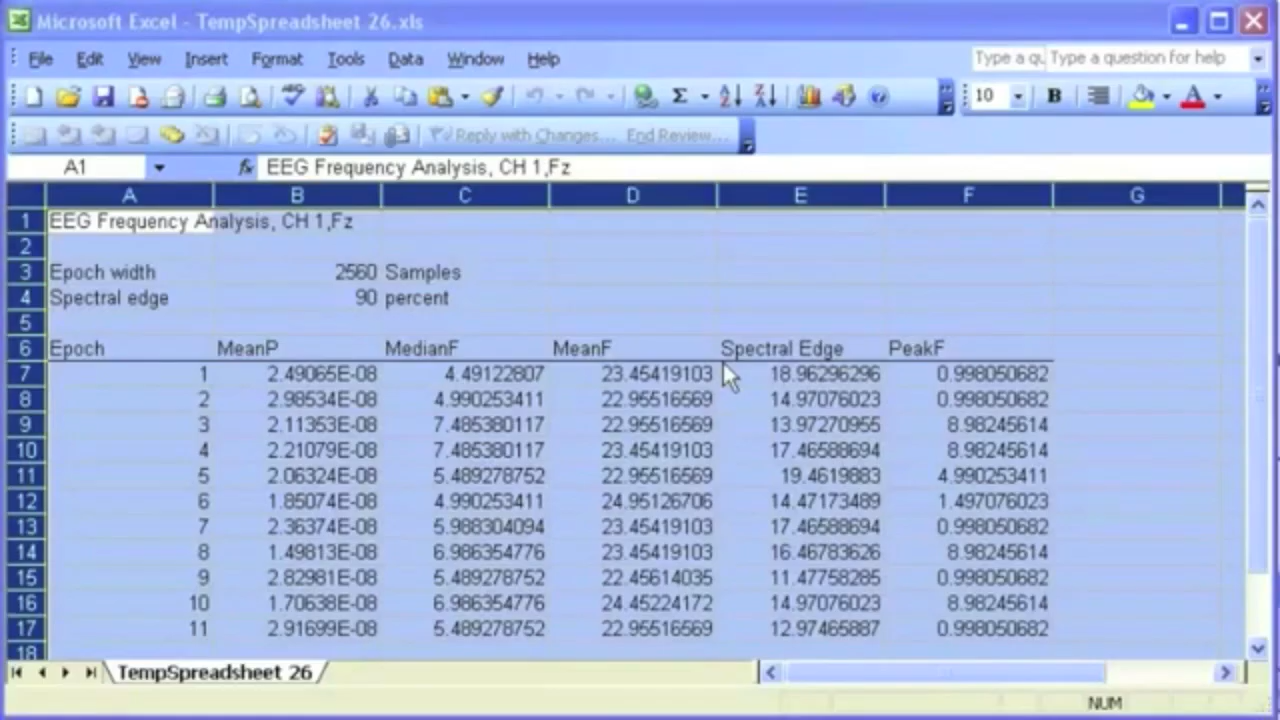 Microsoft Excel - TempSpreadsheet 26.xls
File Edit View Insert Format Tools Data Window Help Type a qu Type a question for help
Σ 10 B A
Reply with Changes... End Review...
A1 fx EEG Frequency Analysis, CH 1,Fz
A B C D E F G
1 EEG Frequency Analysis, CH 1,Fz
2
3 Epoch width 2560 Samples
4 Spectral edge 90 percent
5
6 Epoch MeanP MedianF MeanF Spectral Edge PeakF
7 1 2.49065E-08 4.49122807 23.45419103 18.96296296 0.998050682
8 2 2.98534E-08 4.990253411 22.95516569 14.97076023 0.998050682
9 3 2.11353E-08 7.485380117 22.95516569 13.97270955 8.98245614
10 4 2.21079E-08 7.485380117 23.45419103 17.46588694 8.98245614
11 5 2.06324E-08 5.489278752 22.95516569 19.4619883 4.990253411
12 6 1.85074E-08 4.990253411 24.95126706 14.47173489 1.497076023
13 7 2.36374E-08 5.988304094 23.45419103 17.46588694 0.998050682
14 8 1.49813E-08 6.986354776 23.45419103 16.46783626 8.98245614
15 9 2.82981E-08 5.489278752 22.45614035 11.47758285 0.998050682
16 10 1.70638E-08 6.986354776 24.45224172 14.97076023 8.98245614
17 11 2.91699E-08 5.489278752 22.95516569 12.97465887 0.998050682
18
TempSpreadsheet 26
NUM